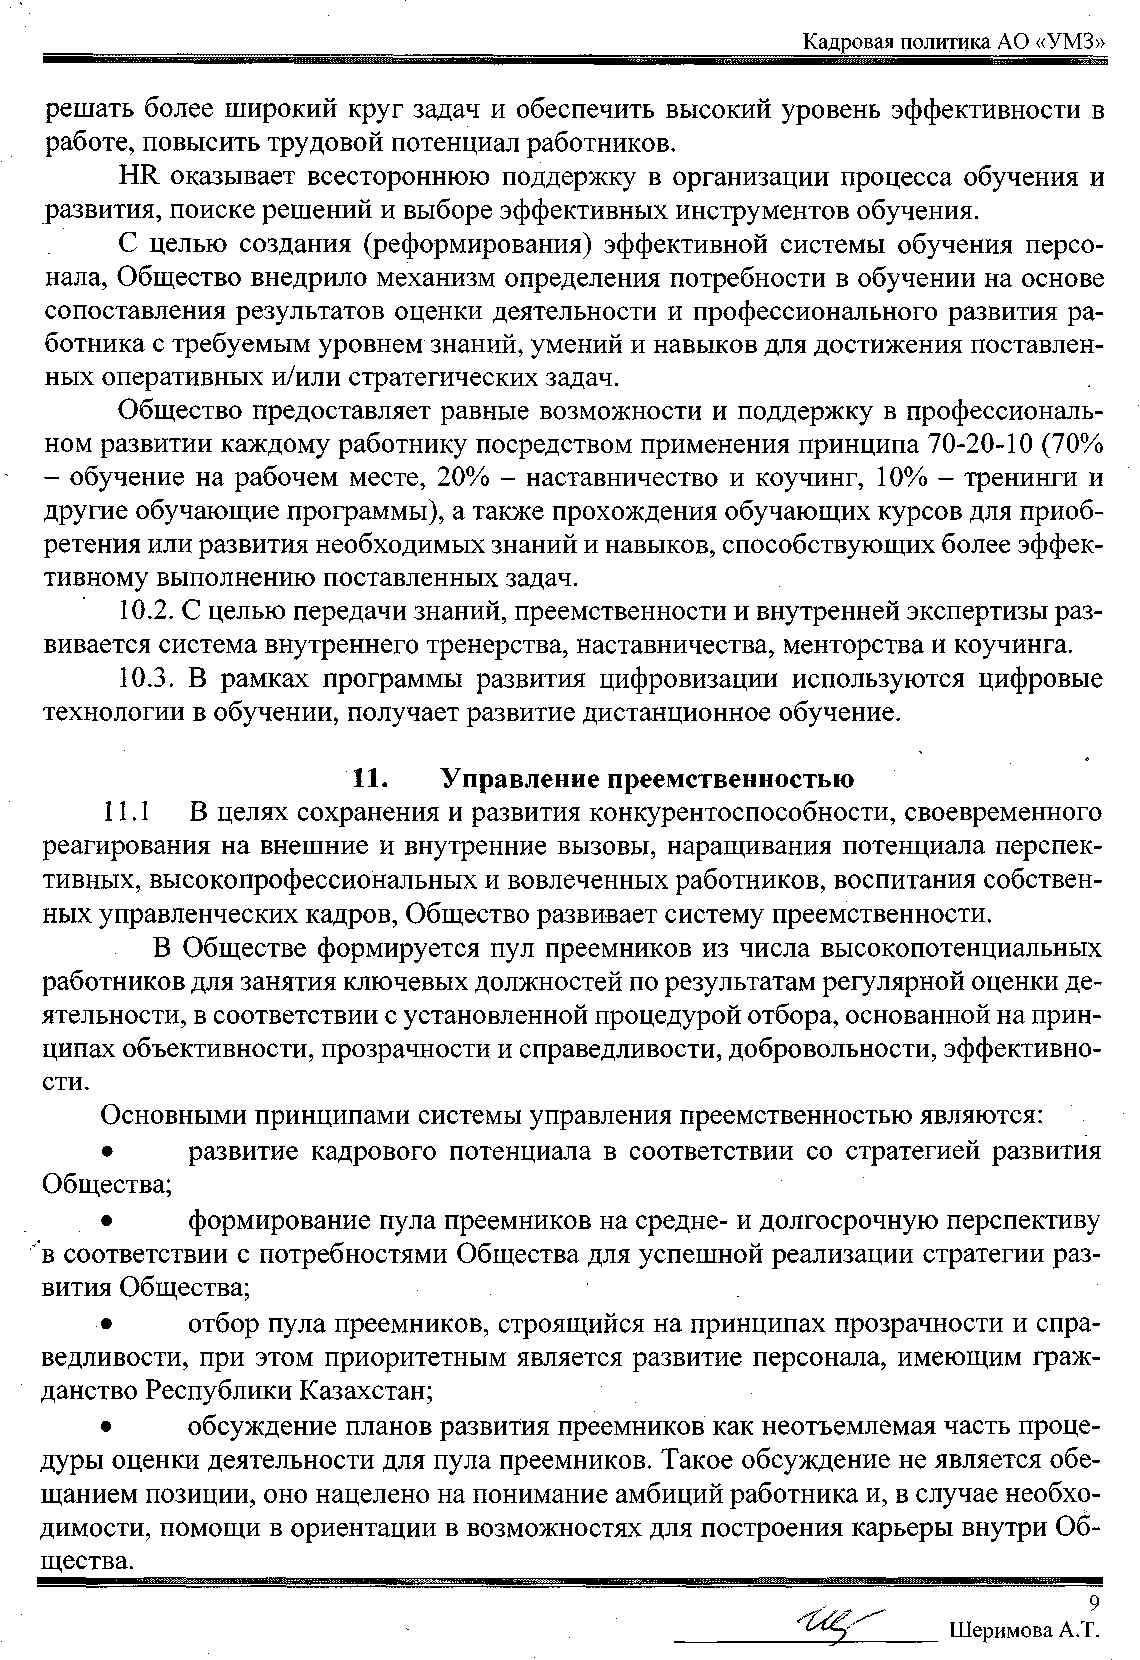 Кадровая политика АО «УМЗ»
решать более широкий круг задач и обеспечить высокий уровень эффективности в
работе, повысить трудовой потенциал работников.
HR оказывает всестороннюю поддержку в организации процесса обучения и
развития, поиске решений и выборе эффективных инструментов обучения.
С целью создания (реформирования) эффективной системы обучения персо-
нала, Общество внедрило механизм определения потребности в обучении на основе
сопоставления результатов оценки деятельности и профессионального развития ра-
ботника с требуемым уровнем знаний, умений и навыков для достижения поставлен-
ных оперативных и/или стратегических задач.
Общество предоставляет равные возможности и поддержку в профессиональ-
ном развитии каждому работнику посредством применения принципа 70-20-10 (70%
– обучение на рабочем месте, 20% – наставничество и коучинг, 10% – тренинги и
другие обучающие программы), а также прохождения обучающих курсов для приоб-
ретения или развития необходимых знаний и навыков, способствующих более эффек-
тивному выполнению поставленных задач.
10.2. С целью передачи знаний, преемственности и внутренней экспертизы раз-
вивается система внутреннего тренерства, наставничества, менторства и коучинга.
10.3. В рамках программы развития цифровизации используются цифровые
технологии в обучении, получает развитие дистанционное обучение.
11. Управление преемственностью
11.1 В целях сохранения и развития конкурентоспособности, своевременного
реагирования на внешние и внутренние вызовы, наращивания потенциала перспек-
тивных, высокопрофессиональных и вовлеченных работников, воспитания собствен-
ных управленческих кадров, Общество развивает систему преемственности.
В Обществе формируется пул преемников из числа высокопотенциальных
работников для занятия ключевых должностей по результатам регулярной оценки де-
ятельности, в соответствии с установленной процедурой отбора, основанной на прин-
ципах объективности, прозрачности и справедливости, добровольности, эффективно-
сти.
Основными принципами системы управления преемственностью являются:
• развитие кадрового потенциала в соответствии со стратегией развития
Общества;
• формирование пула преемников на средне- и долгосрочную перспективу
в соответствии с потребностями Общества для успешной реализации стратегии раз-
вития Общества;
• отбор пула преемников, строящийся на принципах прозрачности и спра-
ведливости, при этом приоритетным является развитие персонала, имеющим граж-
данство Республики Казахстан;
• обсуждение планов развития преемников как неотъемлемая часть проце-
дуры оценки деятельности для пула преемников. Такое обсуждение не является обе-
щанием позиции, оно нацелено на понимание амбиций работника и, в случае необхо-
димости, помощи в ориентации в возможностях для построения карьеры внутри Об-
щества.
9
Шеримова А.Т.